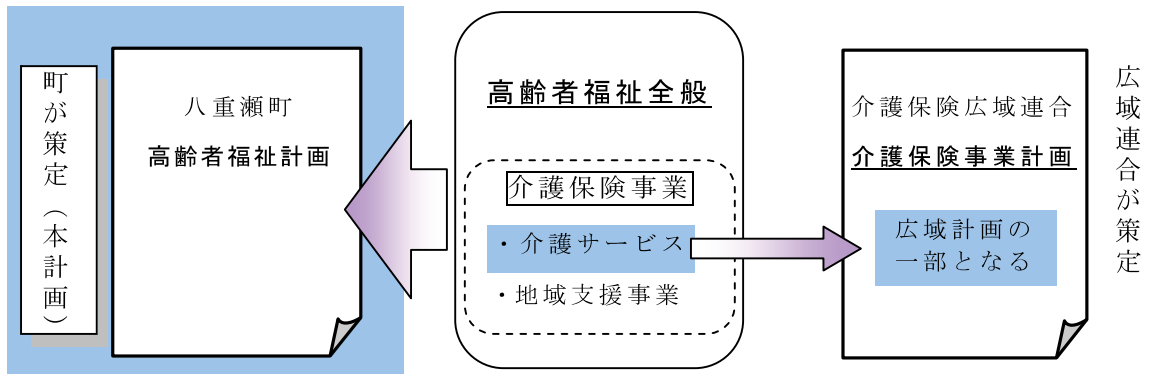 町が策定（本計画）
八重瀬町
高齢者福祉計画
高齢者福祉全般
介護保険事業
・介護サービス
・地域支援事業
介護保険広域連合
介護保険事業計画
広域計画の
一部となる
広域連合が策定